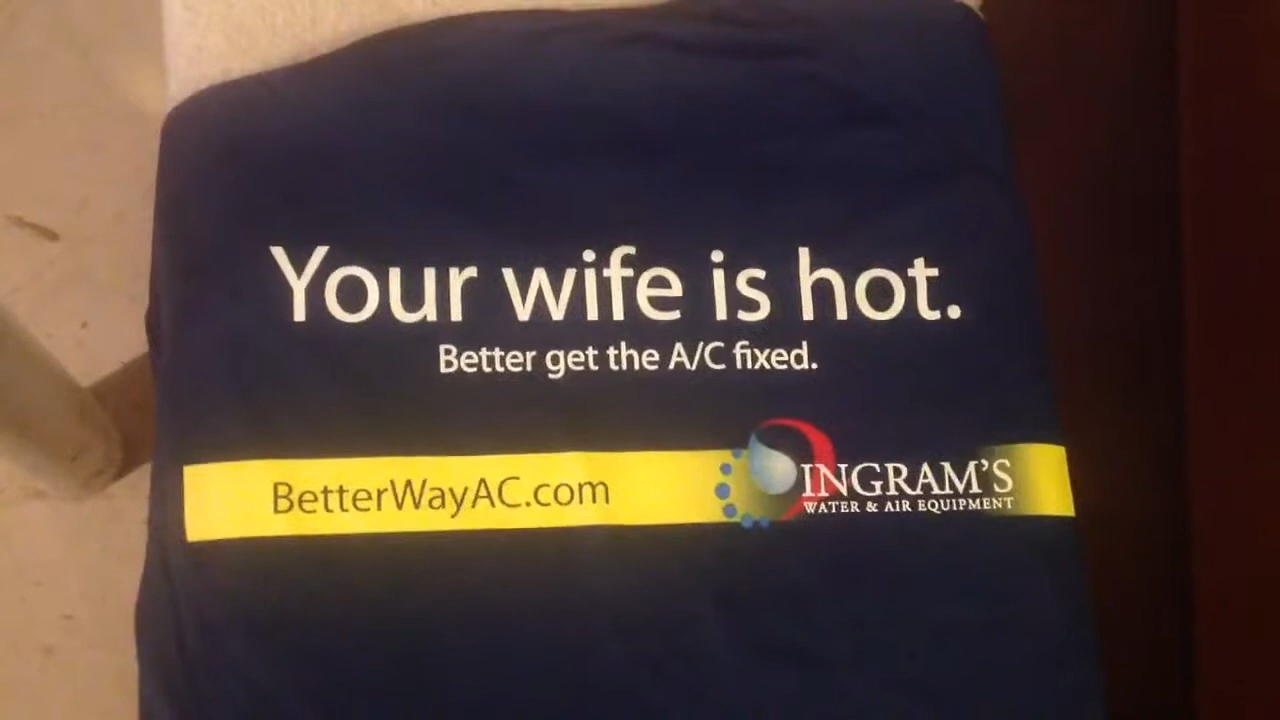 Your wife is hot.
Better get the A/C fixed.
BetterWayAC.com
INGRAM'S
WATER & AIR EQUIPMENT